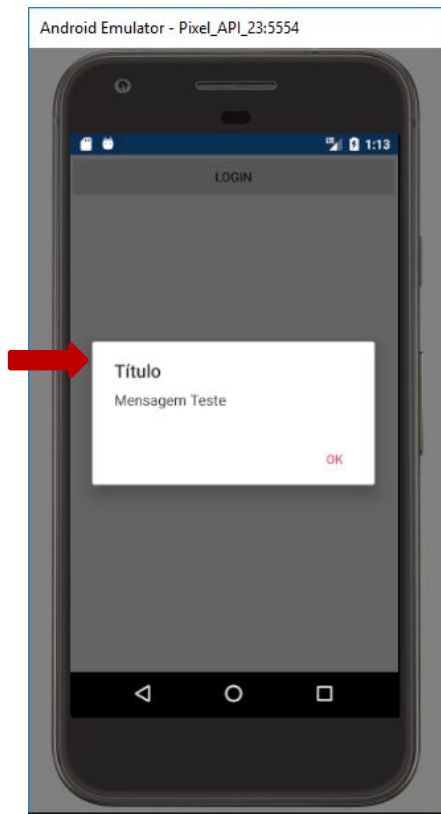 Android Emulator - Pixel_API_23:5554
1:13
LOGIN
Título
Mensagem Teste
OK